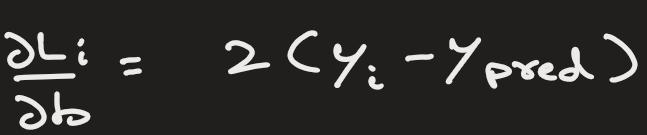 ∂Li/∂b = 2(yi - ypred)